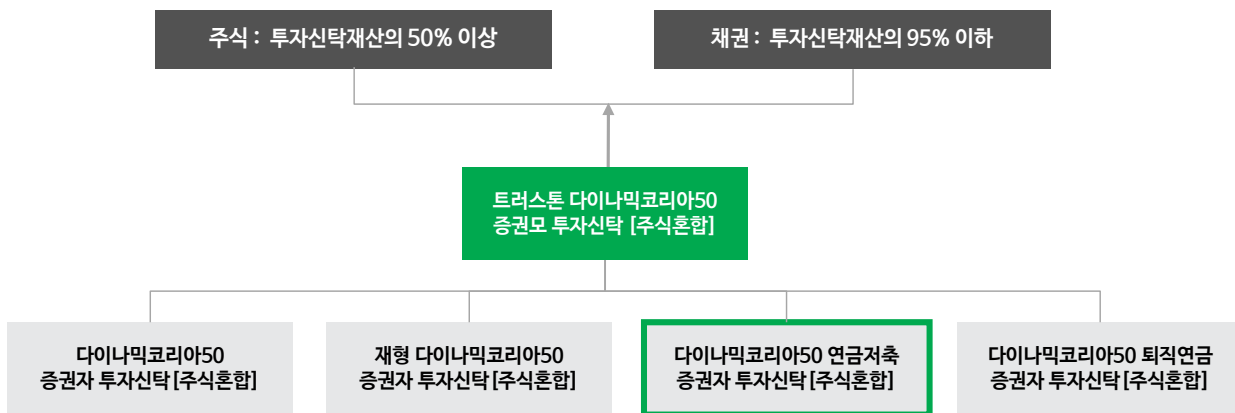 주식 : 투자신탁재산의 50% 이상
채권 : 투자신탁재산의 95% 이하
트러스톤 다이나믹코리아50
증권모 투자신탁 [주식혼합]
다이나믹코리아50
증권자 투자신탁 [주식혼합]
재형 다이나믹코리아50
증권자 투자신탁 [주식혼합]
다이나믹코리아50 연금저축
증권자 투자신탁 [주식혼합]
다이나믹코리아50 퇴직연금
증권자 투자신탁 [주식혼합]